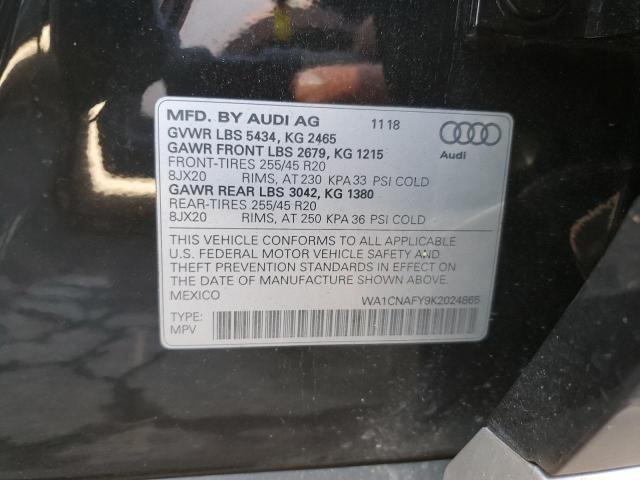 MFD. BY AUDI AG 11 18
GVWR LBS 5434, KG 2465
GAWR FRONT LBS 2679, KG 1215
FRONT-TIRES 255/45 R20
8JX20 RIMS, AT 230 KPA 33 PSI COLD
GAWR REAR LBS 3042, KG 1380
REAR-TIRES 255/45 R20
8JX20 RIMS, AT 250 KPA 36 PSI COLD
Audi
THIS VEHICLE CONFORMS TO ALL APPLICABLE
U.S. FEDERAL MOTOR VEHICLE SAFETY AND
THEFT PREVENTION STANDARDS IN EFFECT ON
THE DATE OF MANUFACTURE SHOWN ABOVE.
MEXICO WA1CNAFY9K2024865
TYPE:
MPV